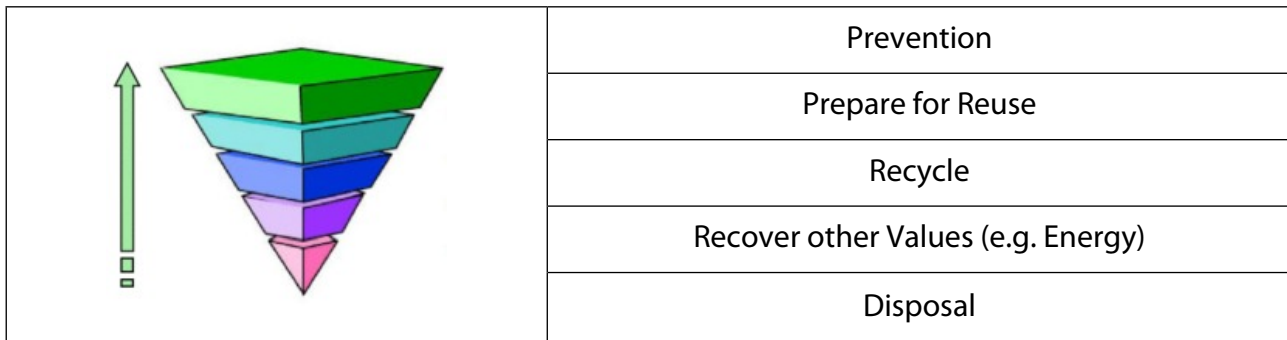 Prevention
Prepare for Reuse
Recycle
Recover other Values (e.g. Energy)
Disposal